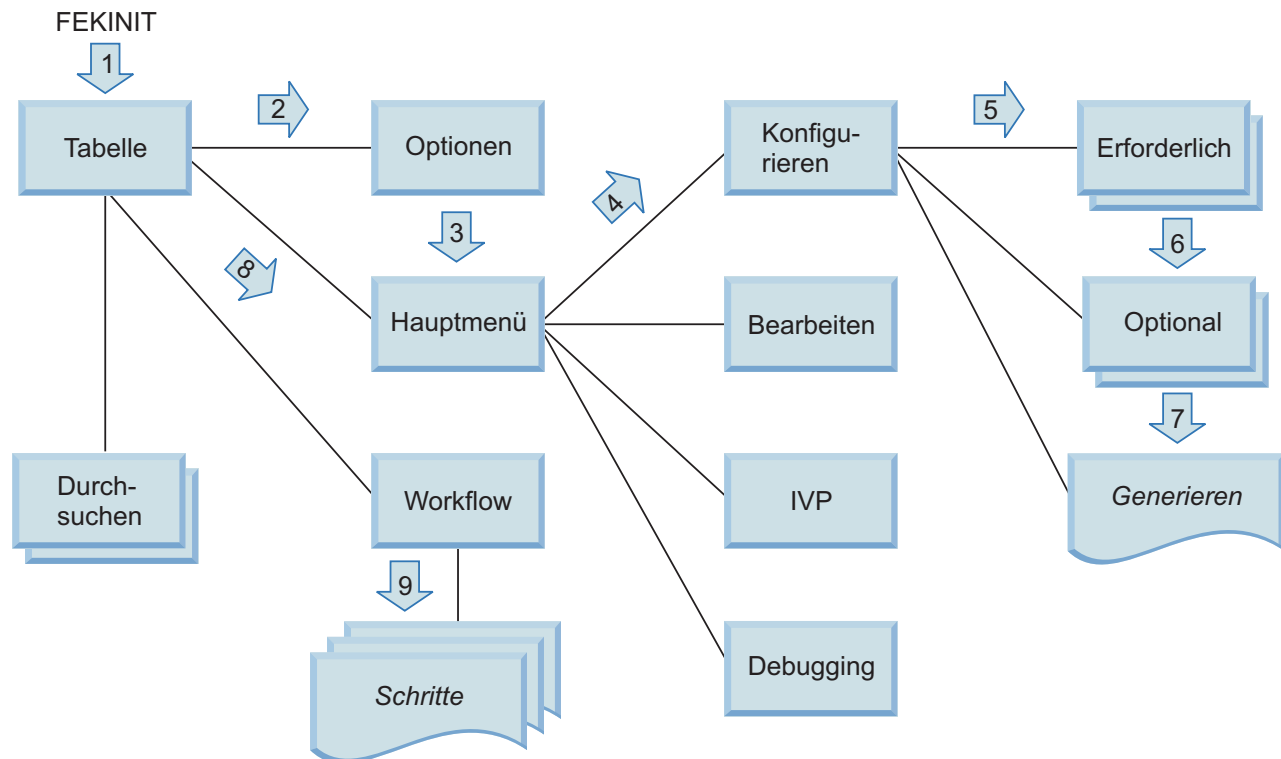 FEKINIT
1
2
5
Tabelle
Optionen
Konfigu-
rieren
Erforderlich
4
3
6
8
Hauptmenü
Bearbeiten
Optional
7
Durch-
suchen
Workflow
IVP
Generieren
9
Schritte
Debugging